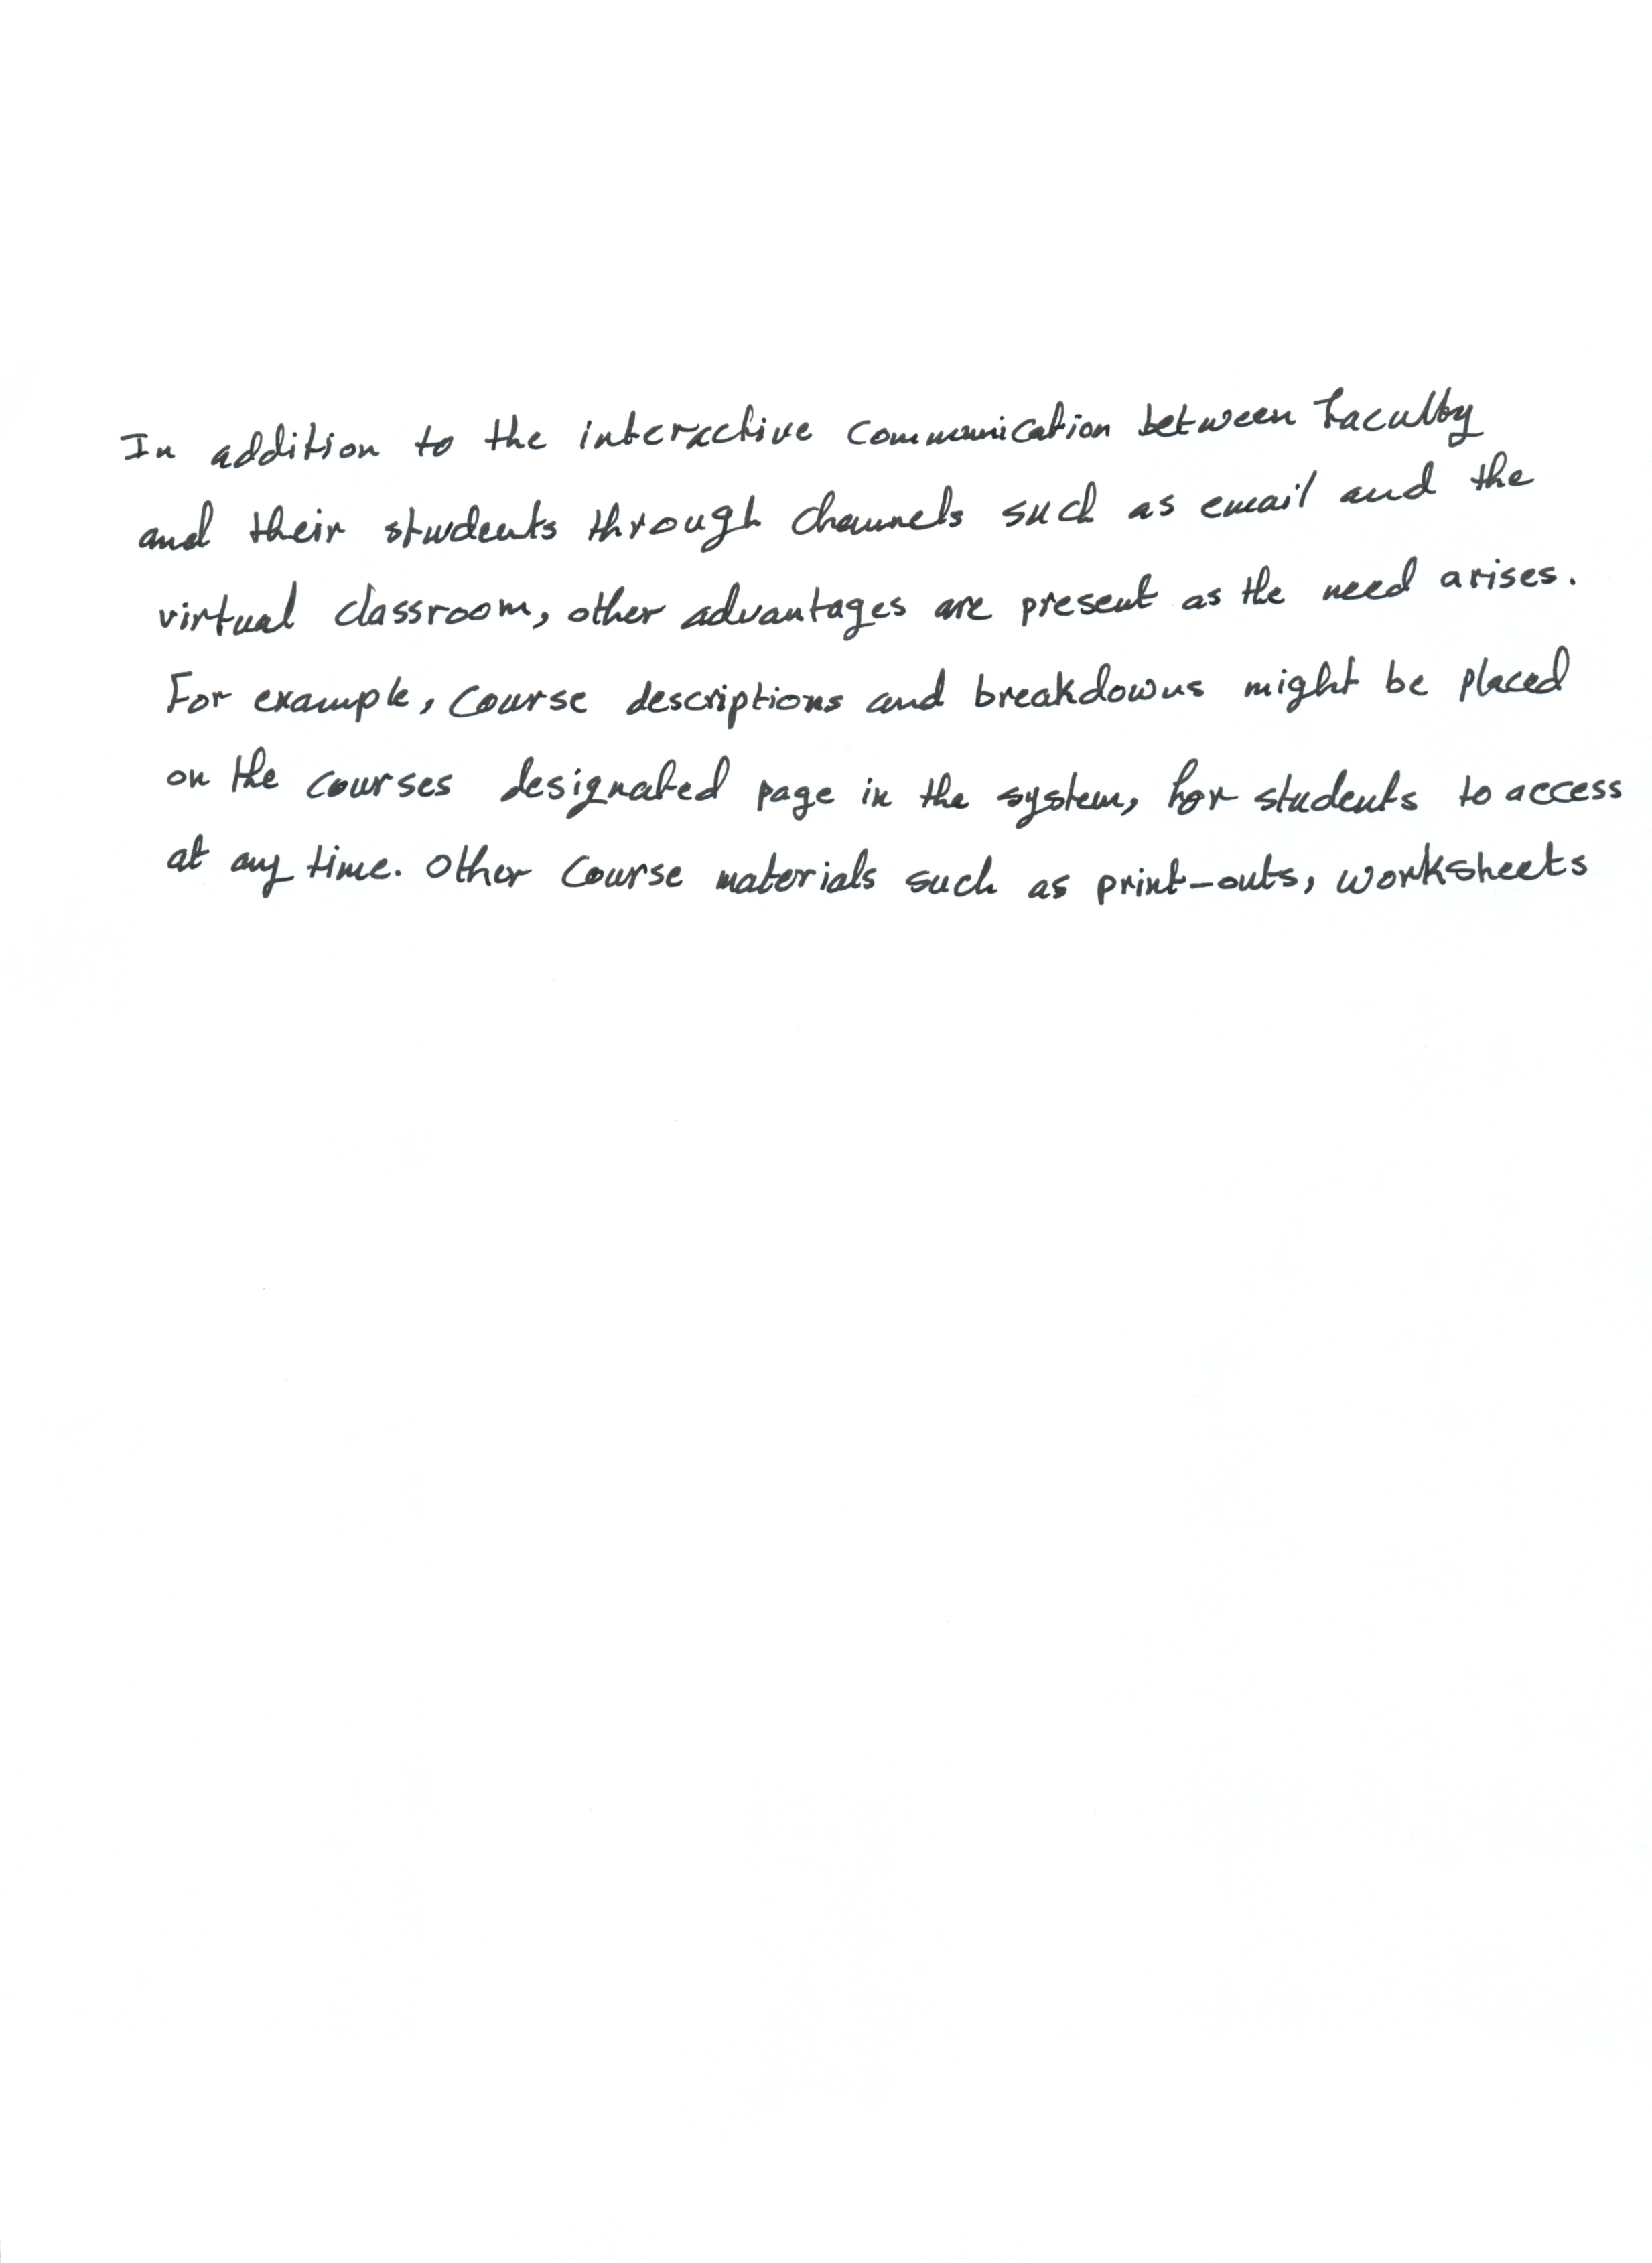 In addition to the interactive communication between faculty
and their students through channels such as email and the
virtual classroom, other advantages are present as the need arises.
For example, course descriptions and breakdowns might be placed
on the courses designated page in the system, for students to access
at any time. Other course materials such as print-outs, worksheets